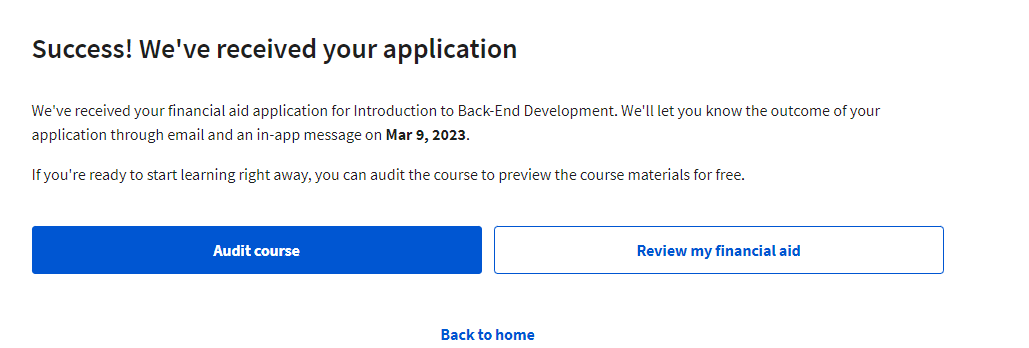 Success! We've received your application
We've received your financial aid application for Introduction to Back-End Development. We'll let you know the outcome of your
application through email and an in-app message on Mar 9, 2023.
If you're ready to start learning right away, you can audit the course to preview the course materials for free.
Audit course
Review my financial aid
Back to home